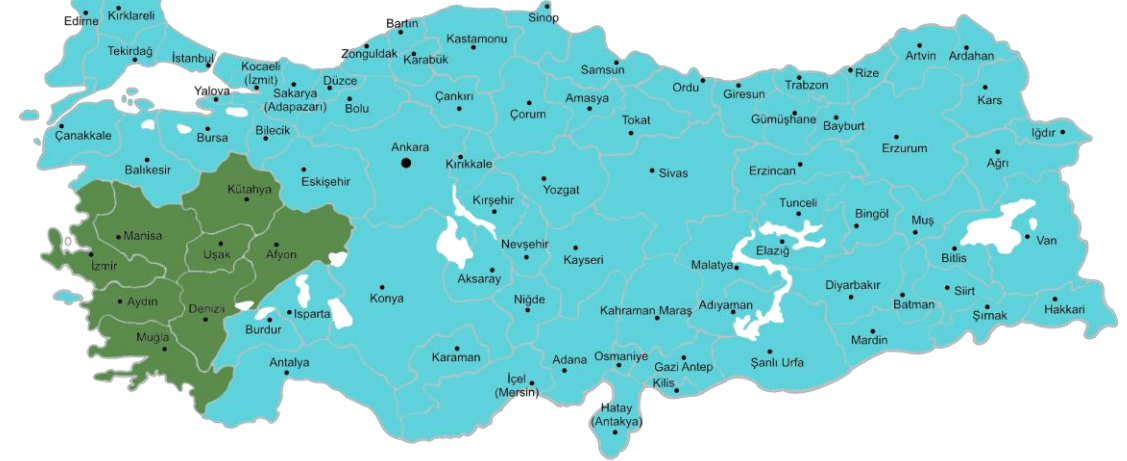 Edirne
Kırklareli
Tekirdağ
İstanbul
Kocaeli
(İzmit)
Yalova
Sakarya
(Adapazarı)
Düzce
Bolu
Zonguldak
Bartın
Karabük
Kastamonu
Sinop
Çankırı
Çorum
Samsun
Amasya
Tokat
Ordu
Giresun
Trabzon
Rize
Artvin
Ardahan
Kars
Gümüşhane
Bayburt
Erzurum
Iğdır
Ağrı
Çanakkale
Balıkesir
Bursa
Bilecik
Eskişehir
Ankara
Kırıkkale
Yozgat
Sivas
Erzincan
Tunceli
Bingöl
Muş
Bitlis
Van
Kütahya
Manisa
Uşak
Afyon
İzmir
Aydın
Denizli
Muğla
Burdur
Isparta
Antalya
Konya
Kırşehir
Nevşehir
Aksaray
Niğde
Kayseri
Malatya
Elazığ
Diyarbakır
Batman
Siirt
Şırnak
Hakkari
Mardin
Kahraman Maraş
Adıyaman
Karaman
İçel
(Mersin)
Adana
Osmaniye
Gazi Antep
Kilis
Şanlı Urfa
Hatay
(Antakya)